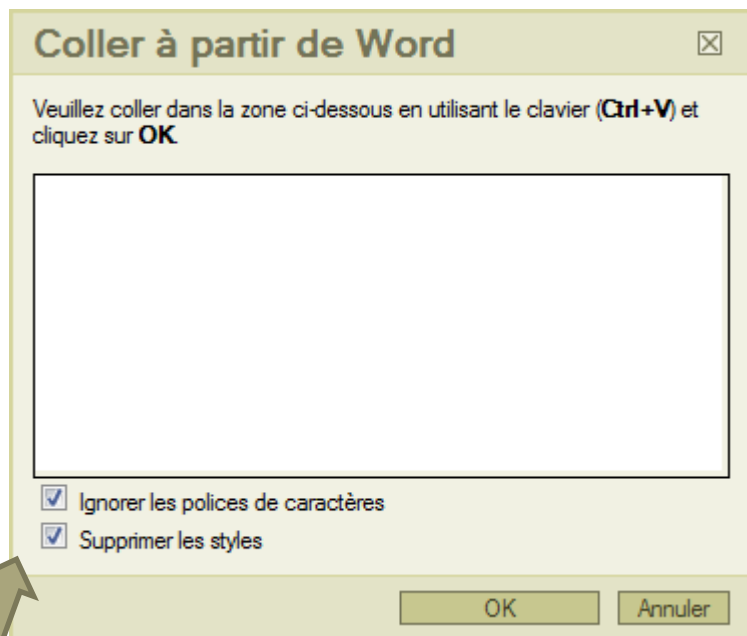 Coller à partir de Word
Veuillez coller dans la zone ci-dessous en utilisant le clavier (Ctrl+V) et
cliquez sur OK.
Ignorer les polices de caractères
Supprimer les styles
OK
Annuler